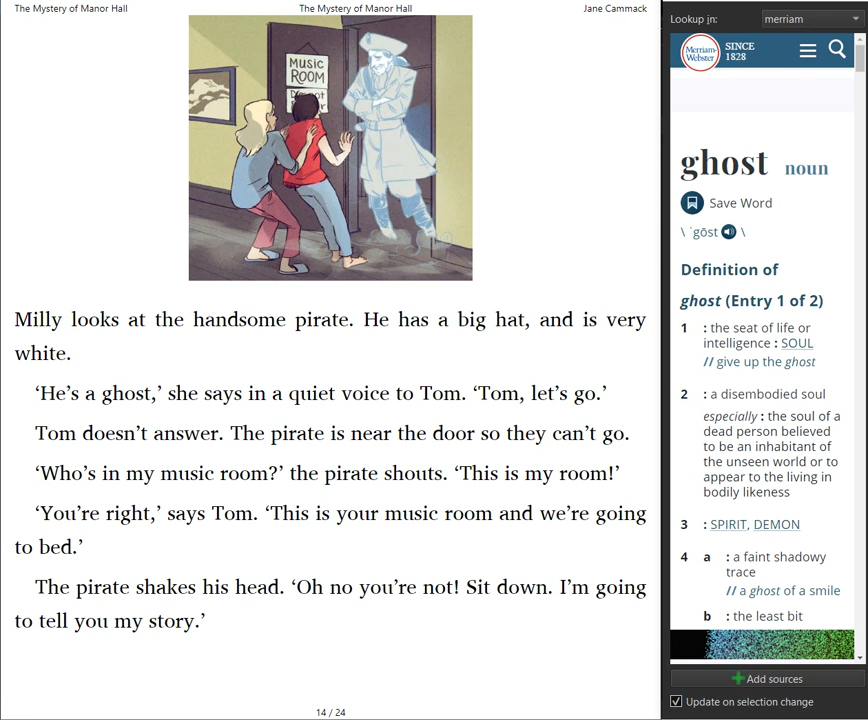 The Mystery of Manor Hall
The Mystery of Manor Hall
Jane Cammack
MUSIC
ROOM
Milly looks at the handsome pirate. He has a big hat, and is very
white.
‘He’s a ghost,’ she says in a quiet voice to Tom. ‘Tom, let’s go.’
Tom doesn’t answer. The pirate is near the door so they can’t go.
‘Who’s in my music room?’ the pirate shouts. ‘This is my room!’
‘You’re right,’ says Tom. ‘This is your music room and we’re going
to bed.’
The pirate shakes his head. ‘Oh no you’re not! Sit down. I’m going
to tell you my story.’
14 / 24
Lookup in:
merriam
Merriam-
Webster
SINCE
1828
ghost noun
Save Word
\ ˈgōst \
Definition of
ghost (Entry 1 of 2)
1 : the seat of life or
intelligence : SOUL
// give up the ghost
2 : a disembodied soul
especially : the soul of a
dead person believed
to be an inhabitant of
the unseen world or to
appear to the living in
bodily likeness
3 : SPIRIT, DEMON
4 a : a faint shadowy
trace
// a ghost of a smile
b : the least bit
Add sources
Update on selection change